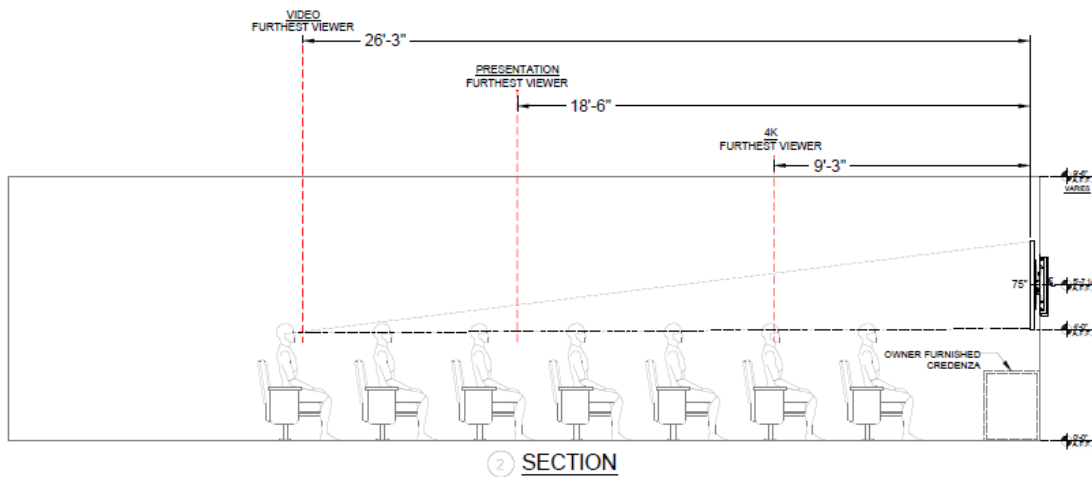 VIDEO
FURTHEST VIEWER
26'-3"
PRESENTATION
FURTHEST VIEWER
18'-6"
4K
FURTHEST VIEWER
9'-3"
A.F.F.
VARIES
75"
A.F.F.
A.F.F.
OWNER FURNISHED
CREDENZA
A.F.F.
2 SECTION